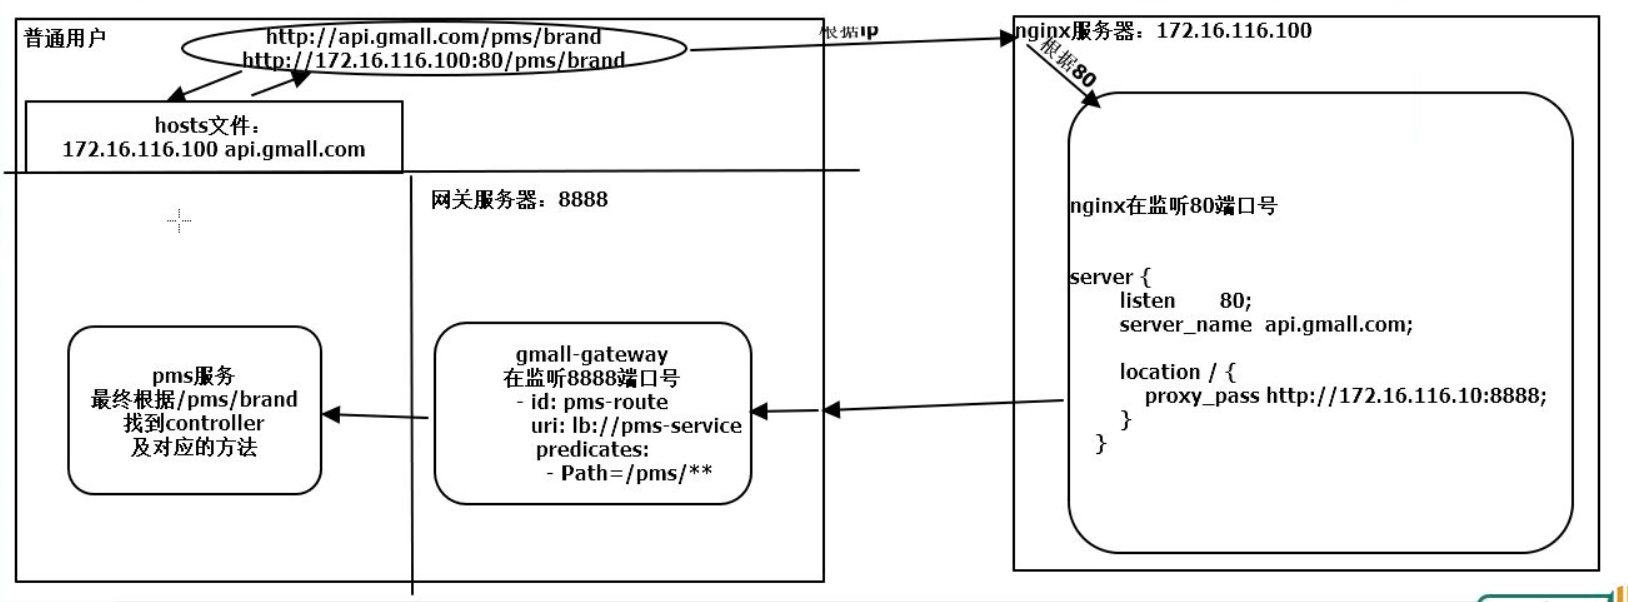 普通用户
http://api.gmall.com/pms/brand
http://172.16.116.100:80/pms/brand
根据ip
nginx服务器：172.16.116.100
根据80
hosts文件：
172.16.116.100 api.gmall.com
网关服务器：8888
nginx在监听80端口号
server {
listen 80;
server_name api.gmall.com;
location / {
proxy_pass http://172.16.116.10:8888;
}
}
gmall-gateway
在监听8888端口号
- id: pms-route
uri: lb://pms-service
predicates:
- Path=/pms/**
pms服务
最终根据/pms/brand
找到controller
及对应的方法